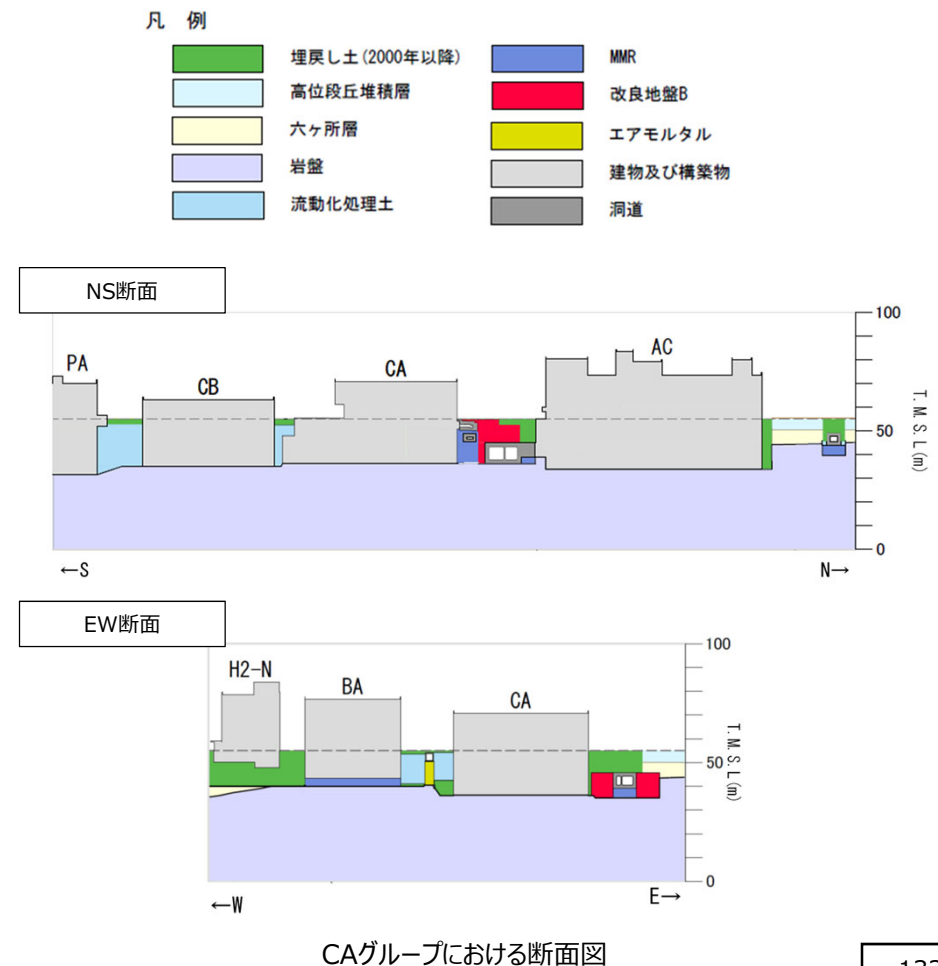 凡 例
埋戻し土(2000年以降)
高位段丘堆積層
六ヶ所層
岩盤
流動化処理土
MMR
改良地盤B
エアモルタル
建物及び構築物
洞道
NS断面
PA
CB
CA
AC
100
50
0
T.M.S.L(m)
←S
N→
EW断面
H2-N
BA
CA
100
50
0
T.M.S.L(m)
←W
E→
CAグループにおける断面図